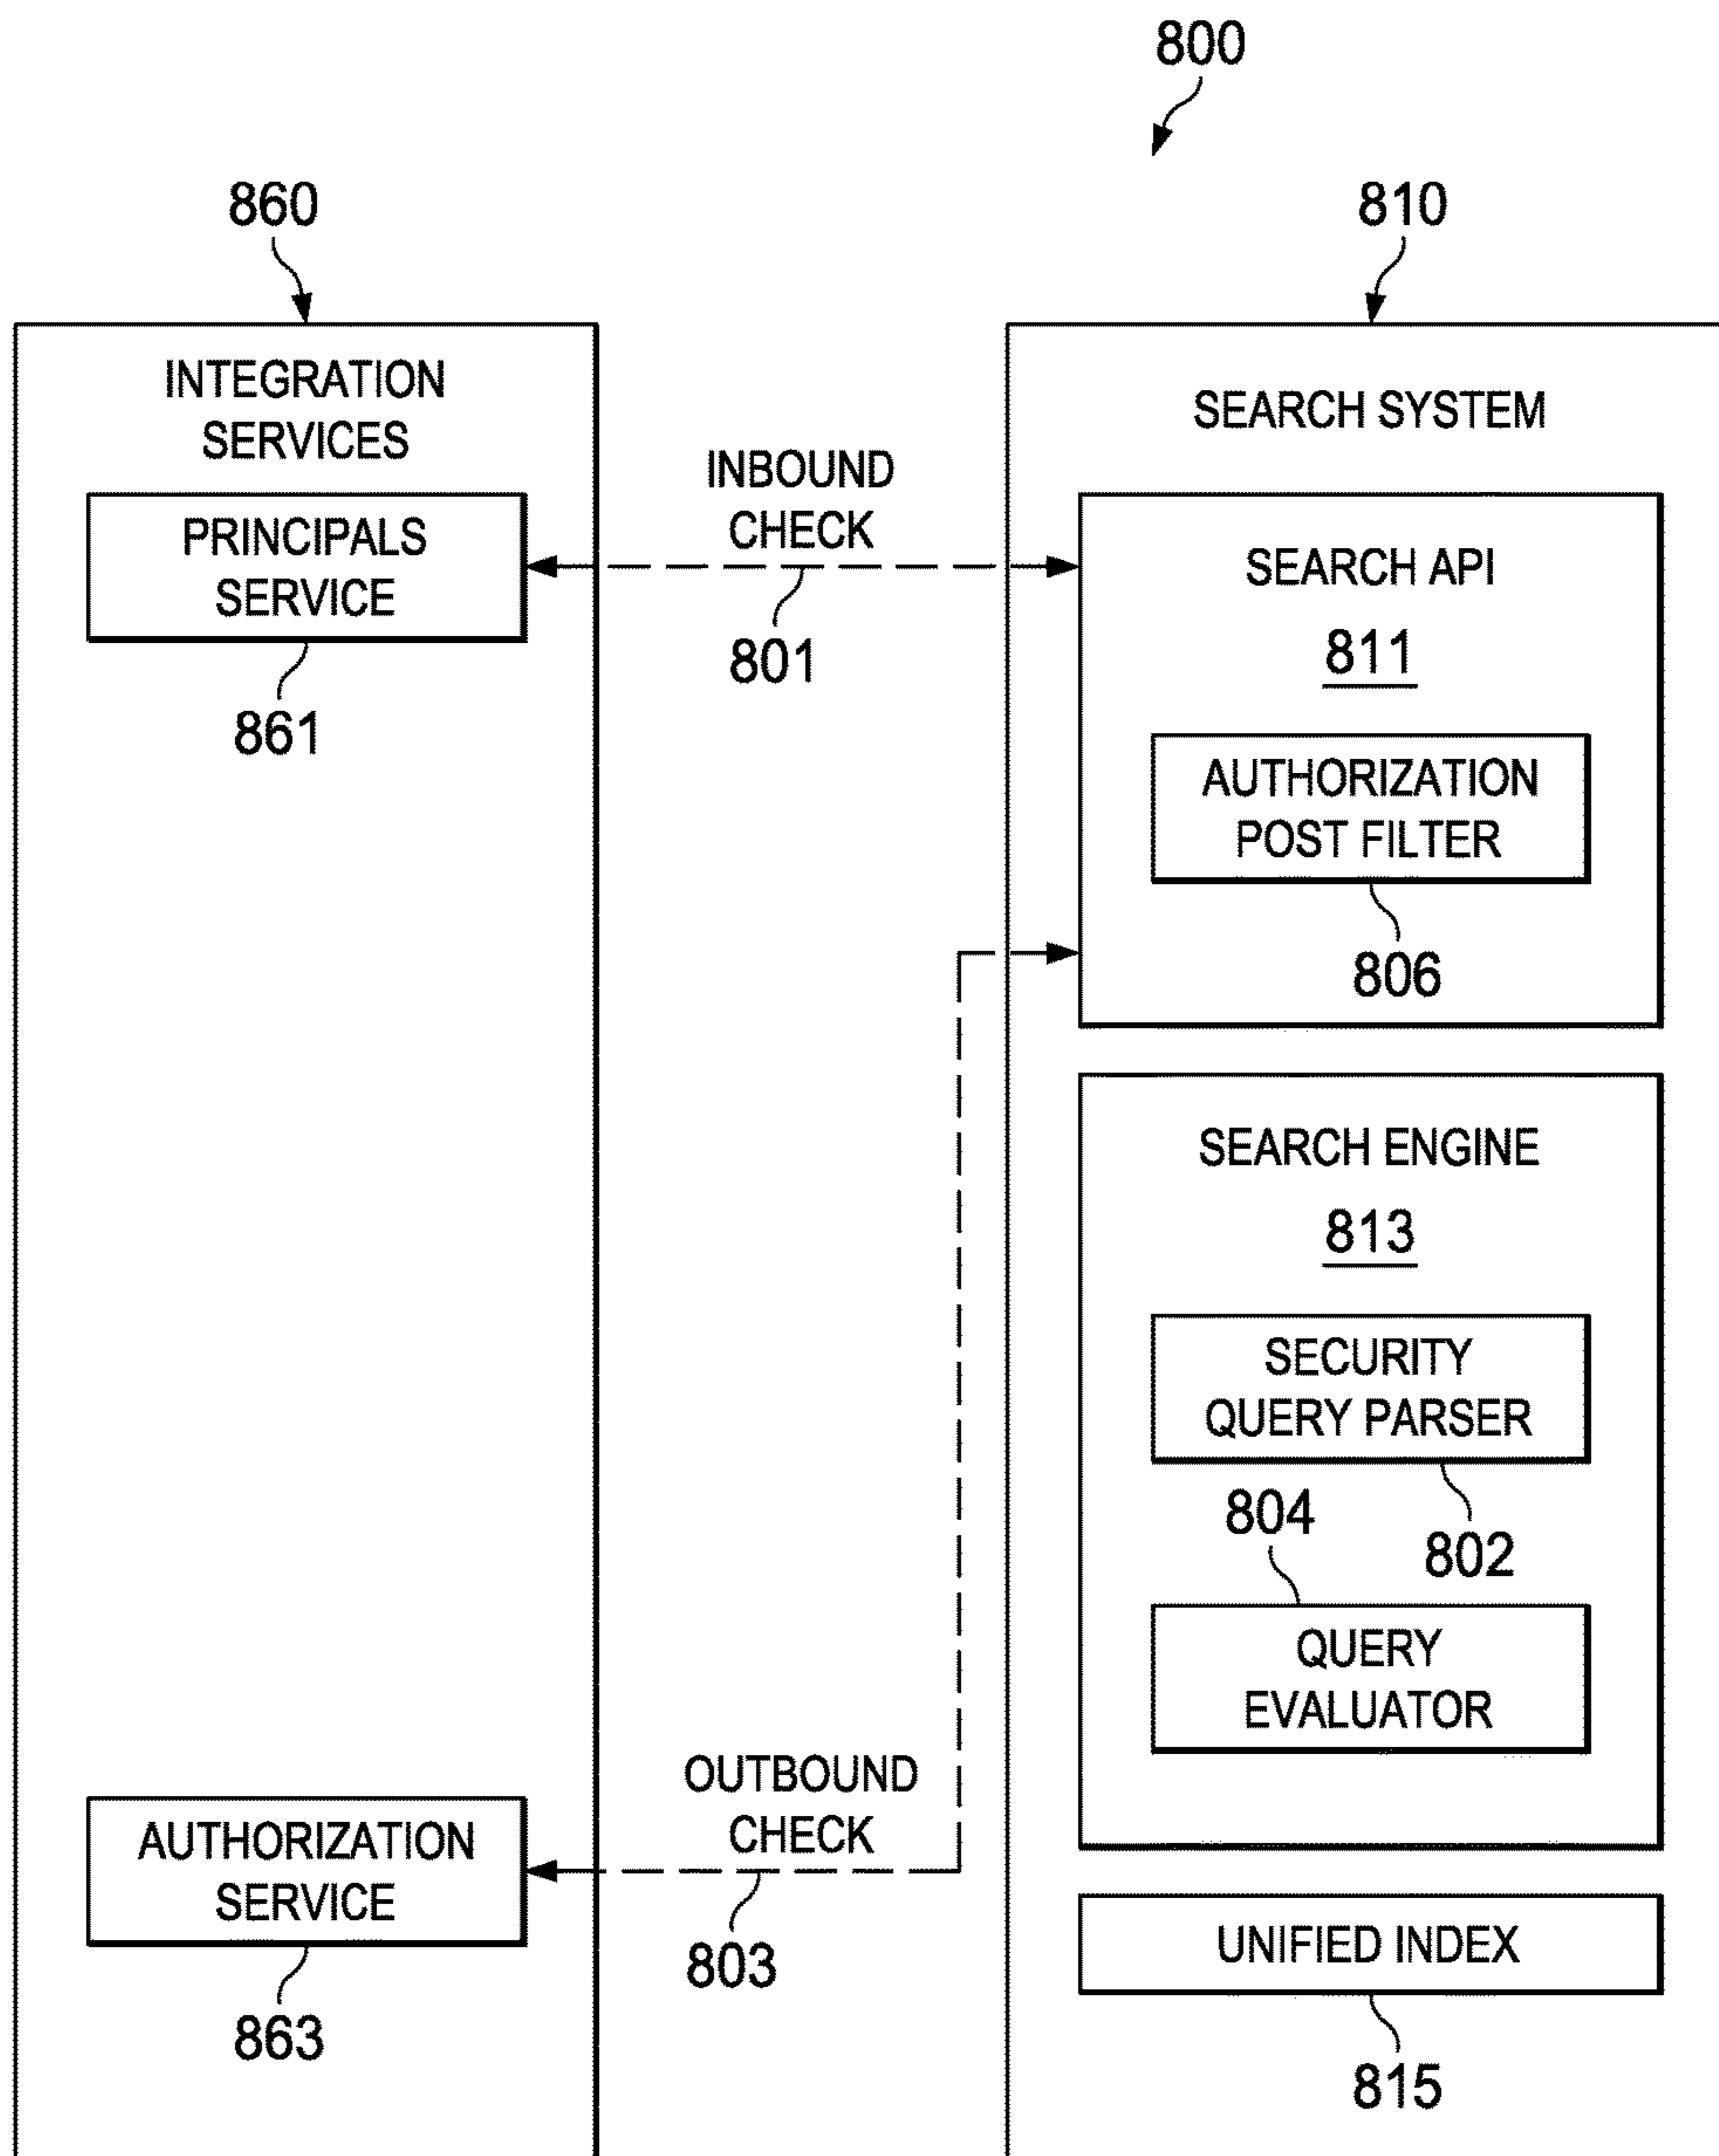 800
860
810
INTEGRATION
SERVICES
SEARCH SYSTEM
INBOUND
CHECK
PRINCIPALS
SERVICE
SEARCH API
801
811
861
AUTHORIZATION
POST FILTER
806
SEARCH ENGINE
813
SECURITY
QUERY PARSER
804
802
QUERY
EVALUATOR
OUTBOUND
CHECK
AUTHORIZATION
SERVICE
803
UNIFIED INDEX
863
815